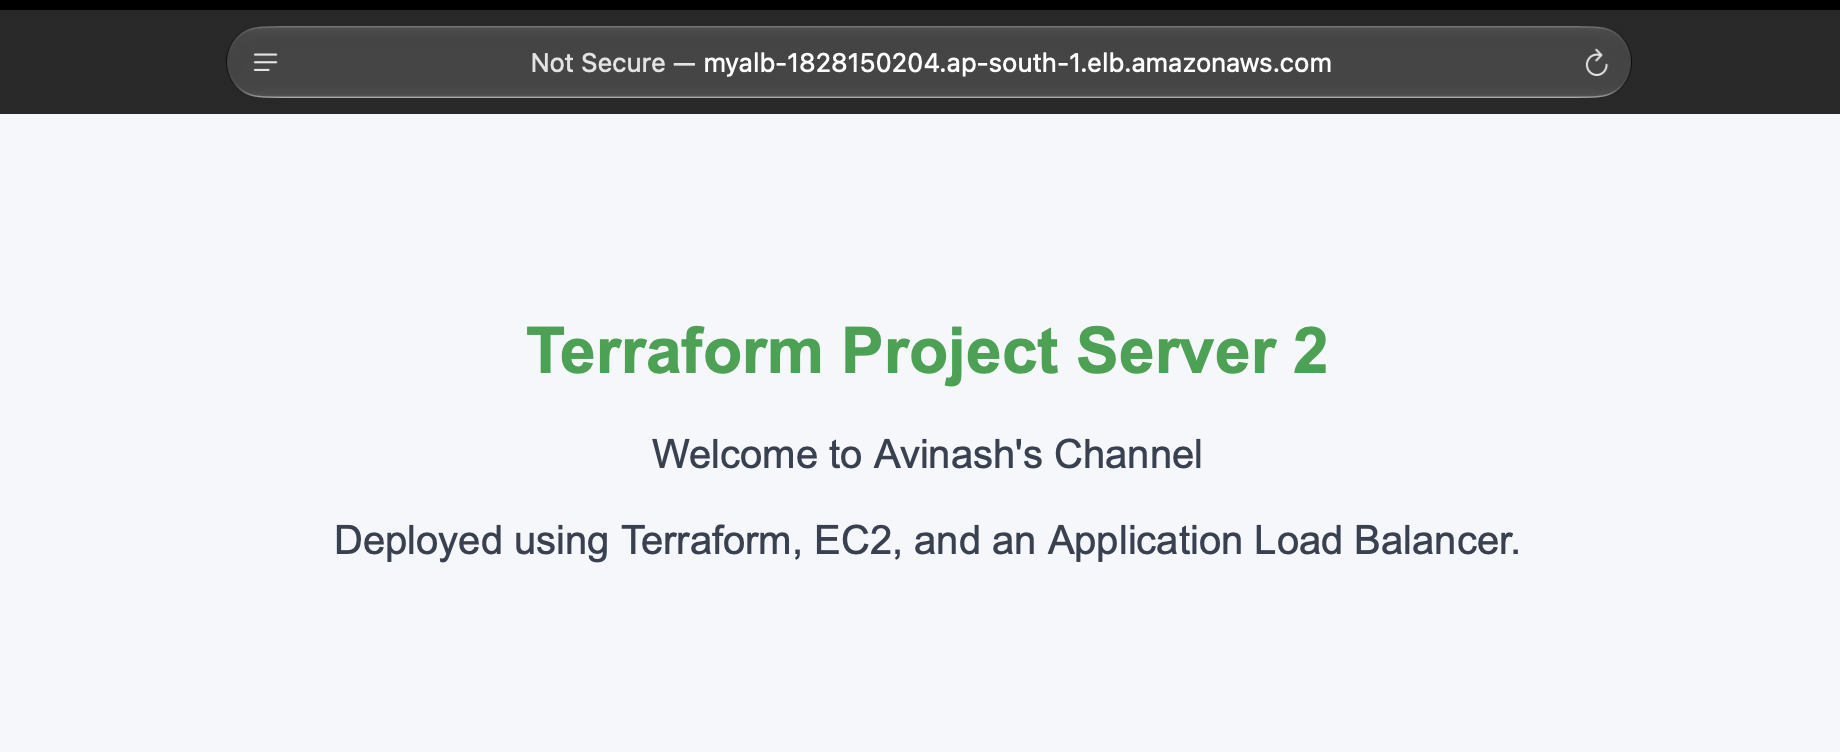 Not Secure — myalb-1828150204.ap-south-1.elb.amazonaws.com
Terraform Project Server 2
Welcome to Avinash's Channel
Deployed using Terraform, EC2, and an Application Load Balancer.